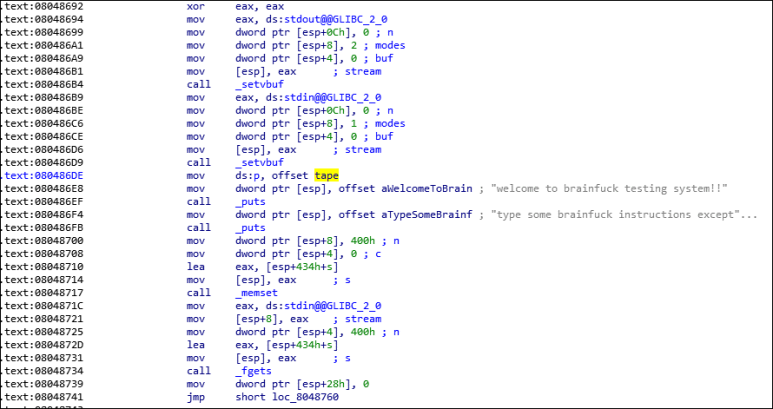 .text:08048692 xor eax, eax
.text:08048694 mov eax, ds:stdout@@GLIBC_2_0
.text:08048699 mov dword ptr [esp+0Ch], 0 ; n
.text:080486A1 mov dword ptr [esp+8], 2 ; modes
.text:080486A9 mov dword ptr [esp+4], 0 ; buf
.text:080486B1 mov [esp], eax ; stream
.text:080486B4 call _setvbuf
.text:080486B9 mov eax, ds:stdin@@GLIBC_2_0
.text:080486BE mov dword ptr [esp+0Ch], 0 ; n
.text:080486C6 mov dword ptr [esp+8], 1 ; modes
.text:080486CE mov dword ptr [esp+4], 0 ; buf
.text:080486D6 mov [esp], eax ; stream
.text:080486D9 call _setvbuf
.text:080486DE mov ds:p, offset tape
.text:080486E8 mov dword ptr [esp], offset aWelcomeToBrain ; "welcome to brainfuck testing system!!"
.text:080486EF call _puts
.text:080486F4 mov dword ptr [esp], offset aTypeSomeBrainf ; "type some brainfuck instructions except"...
.text:080486FB call _puts
.text:08048700 mov dword ptr [esp+8], 400h ; n
.text:08048708 mov dword ptr [esp+4], 0 ; c
.text:08048710 lea eax, [esp+434h+s]
.text:08048714 mov [esp], eax ; s
.text:08048717 call _memset
.text:0804871C mov eax, ds:stdin@@GLIBC_2_0
.text:08048721 mov [esp+8], eax ; stream
.text:08048725 mov dword ptr [esp+4], 400h ; n
.text:0804872D lea eax, [esp+434h+s]
.text:08048731 mov [esp], eax ; s
.text:08048734 call _fgets
.text:08048739 mov dword ptr [esp+28h], 0
.text:08048741 jmp short loc_8048760